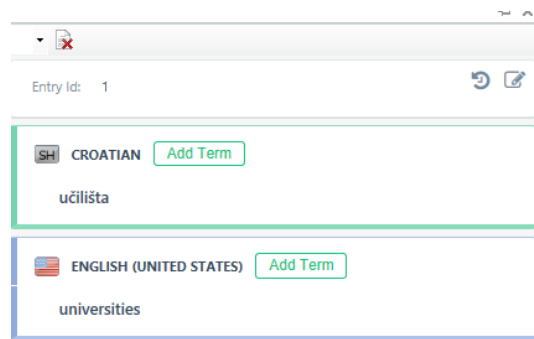 Entry Id: 1
SH CROATIAN Add Term
učilišta
ENGLISH (UNITED STATES) Add Term
universities